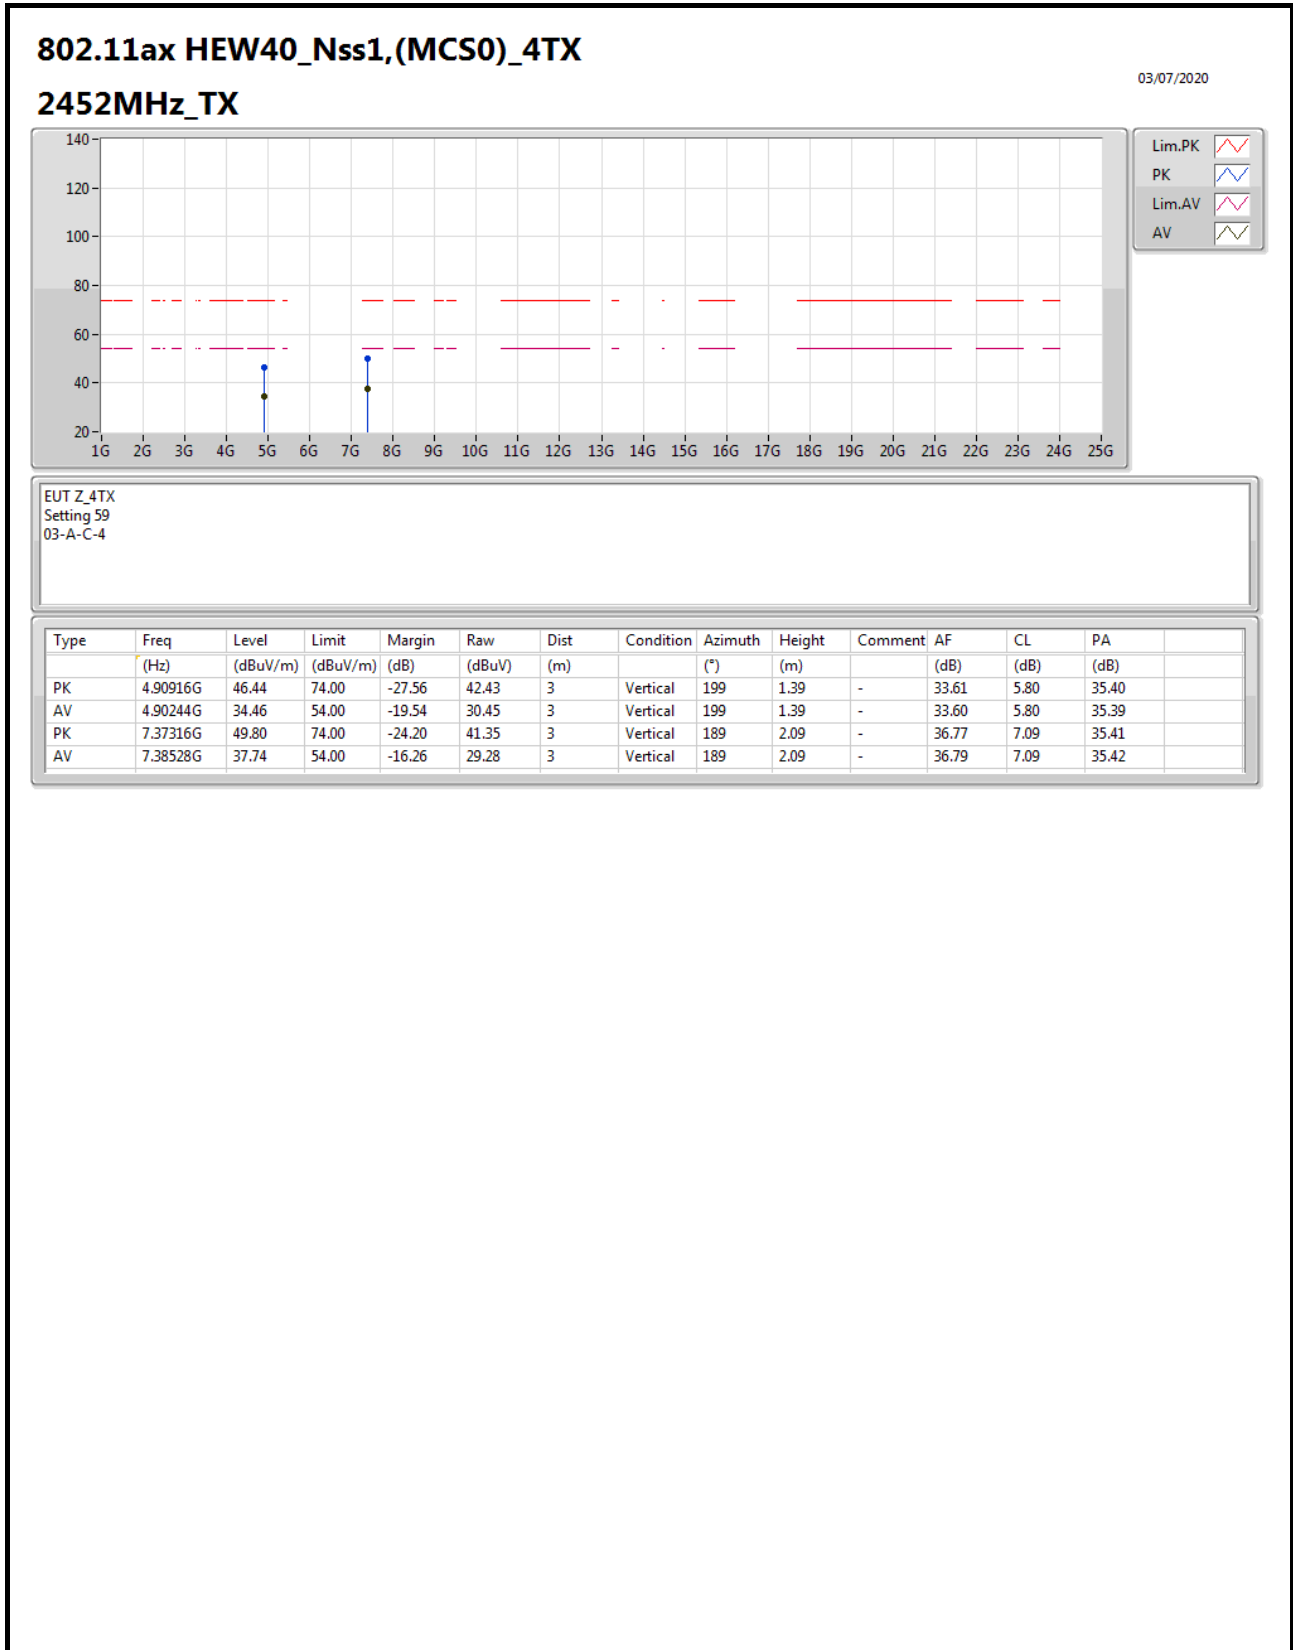 802.11ax HEW40_Nss1,(MCS0)_4TX
03/07/2020
2452MHz_TX
140
120
100
80
60
40
20
1G 2G 3G 4G 5G 6G 7G 8G 9G 10G 11G 12G 13G 14G 15G 16G 17G 18G 19G 20G 21G 22G 23G 24G 25G
Lim.PK
PK
Lim.AV
AV
EUT Z_4TX
Setting 59
03-A-C-4
Type Freq Level Limit Margin Raw Dist Condition Azimuth Height Comment AF CL PA
(Hz) (dBuV/m) (dBuV/m) (dB) (dBuV) (m) (°) (m) (dB) (dB) (dB)
PK 4.90916G 46.44 74.00 -27.56 42.43 3 Vertical 199 1.39 - 33.61 5.80 35.40
AV 4.90244G 34.46 54.00 -19.54 30.45 3 Vertical 199 1.39 - 33.60 5.80 35.39
PK 7.37316G 49.80 74.00 -24.20 41.35 3 Vertical 189 2.09 - 36.77 7.09 35.41
AV 7.38528G 37.74 54.00 -16.26 29.28 3 Vertical 189 2.09 - 36.79 7.09 35.42